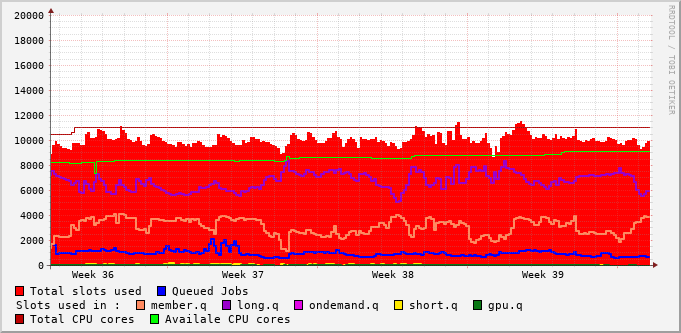 RRDTOOL / TOBI OETIKER
20000
18000
16000
14000
12000
10000
8000
6000
4000
2000
0
Week 36 Week 37 Week 38 Week 39
Total slots used Queued Jobs
Slots used in : member.q long.q ondemand.q short.q gpu.q
Total CPU cores Availale CPU cores